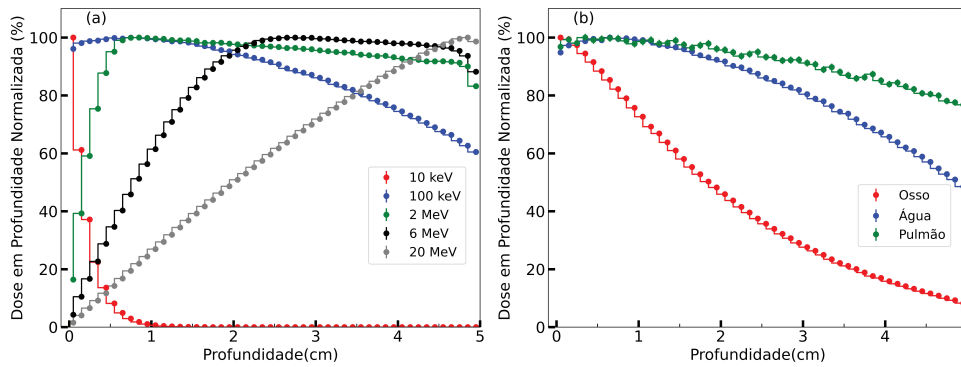 (a)
Dose em Profundidade Normalizada (%)
100
80
60
40
20
0
0 1 2 3 4 5
Profundidade(cm)
10 keV
100 keV
2 MeV
6 MeV
20 MeV
(b)
Dose em Profundidade Normalizada (%)
100
80
60
40
20
0
0 1 2 3 4
Profundidade(cm)
Osso
Água
Pulmão